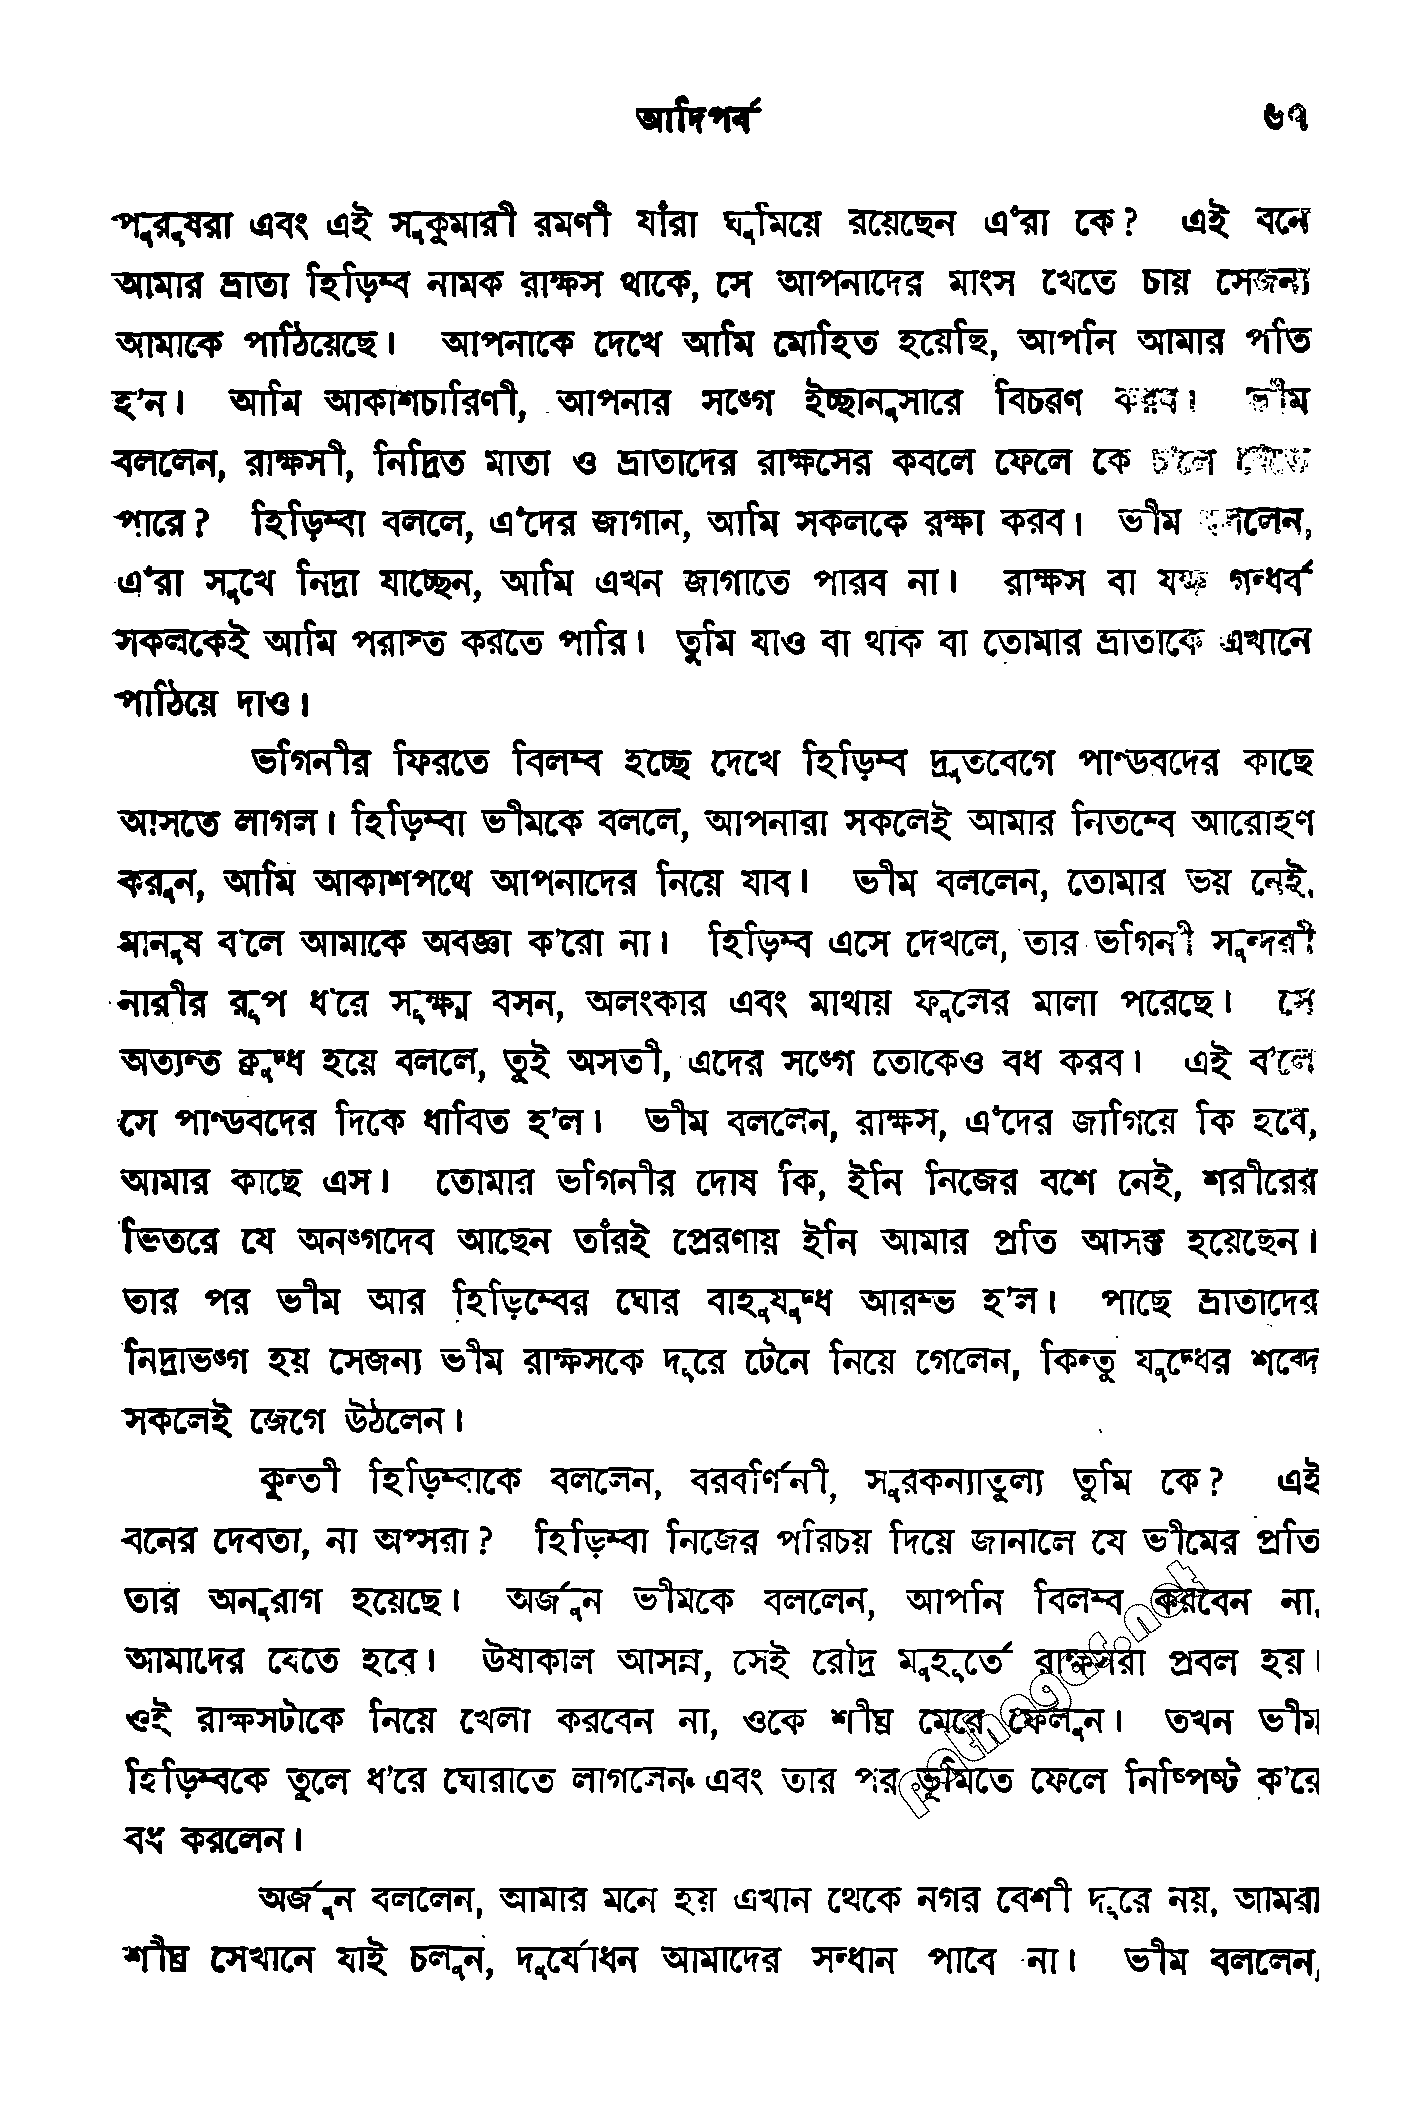 আদিপর্ব ৬৭
পুরুষরা এবং এই সুকুমারী রমণী যাঁরা ঘুমিয়ে রয়েছেন এ'রা কে? এই বনে
আমার ভ্রাতা হিড়িম্ব নামক রাক্ষস থাকে, সে আপনাদের মাংস খেতে চায় সেজন্য
আমাকে পাঠিয়েছে। আপনাকে দেখে আমি মোহিত হয়েছি, আপনি আমার পতি
হ'ন। আমি আকাশচারিণী, আপনার সঙ্গে ইচ্ছানুসারে বিচরণ করব। ভীম
বললেন, রাক্ষসী, নিদ্রিত মাতা ও ভ্রাতাদের রাক্ষসের কবলে ফেলে কে চ'লে যেতে
পারে? হিড়িম্বা বললে, এ'দের জাগান, আমি সকলকে রক্ষা করব। ভীম বললেন,
এ'রা সুখে নিদ্রা যাচ্ছেন, আমি এখন জাগাতে পারব না। রাক্ষস বা যক্ষ গন্ধর্ব
সকলকেই আমি পরাস্ত করতে পারি। তুমি যাও বা থাক বা তোমার ভ্রাতাকে এখানে
পাঠিয়ে দাও।
ভগিনীর ফিরতে বিলম্ব হচ্ছে দেখে হিড়িম্ব দ্রুতবেগে পাণ্ডবদের কাছে
আসতে লাগল। হিড়িম্বা ভীমকে বললে, আপনারা সকলেই আমার নিতম্বে আরোহণ
করুন, আমি আকাশপথে আপনাদের নিয়ে যাব। ভীম বললেন, তোমার ভয় নেই,
মানুষ ব'লে আমাকে অবজ্ঞা ক'রো না। হিড়িম্ব এসে দেখলে, তার ভগিনী সুন্দরী
নারীর রূপ ধ'রে সূক্ষ্ম বসন, অলংকার এবং মাথায় ফুলের মালা পরেছে। সে
অত্যন্ত ক্রুদ্ধ হয়ে বললে, তুই অসতী, এদের সঙ্গে তোকেও বধ করব। এই ব'লে
সে পাণ্ডবদের দিকে ধাবিত হ'ল। ভীম বললেন, রাক্ষস, এ'দের জাগিয়ে কি হবে,
আমার কাছে এস। তোমার ভগিনীর দোষ কি, ইনি নিজের বশে নেই, শরীরের
ভিতরে যে অনঙ্গদেব আছেন তাঁরই প্রেরণায় ইনি আমার প্রতি আসক্ত হয়েছেন।
তার পর ভীম আর হিড়িম্বের ঘোর বাহুযুদ্ধ আরম্ভ হ'ল। পাছে ভ্রাতাদের
নিদ্রাভঙ্গ হয় সেজন্য ভীম রাক্ষসকে দূরে টেনে নিয়ে গেলেন, কিন্তু যুদ্ধের শব্দে
সকলেই জেগে উঠলেন।
কুন্তী হিড়িম্বাকে বললেন, বরবর্ণিনী, সুরকন্যাতুল্য তুমি কে? এই
বনের দেবতা, না অপ্সরা? হিড়িম্বা নিজের পরিচয় দিয়ে জানালে যে ভীমের প্রতি
তার অনুরাগ হয়েছে। অর্জুন ভীমকে বললেন, আপনি বিলম্ব করবেন না,
আমাদের যেতে হবে। উষাকাল আসন্ন, সেই রৌদ্র মুহূর্তে রাক্ষসরা প্রবল হয়।
ওই রাক্ষসটাকে নিয়ে খেলা করবেন না, ওকে শীঘ্র মেরে ফেলুন। তখন ভীম
হিড়িম্বকে তুলে ধ'রে ঘোরাতে লাগলেন এবং তার পর ভূমিতে ফেলে নিষ্পিষ্ট ক'রে
বধ করলেন।
অর্জুন বললেন, আমার মনে হয় এখান থেকে নগর বেশী দূরে নয়, আমরা
শীঘ্র সেখানে যাই চলুন, দুর্যোধন আমাদের সন্ধান পাবে না। ভীম বললেন,
pathagar.net